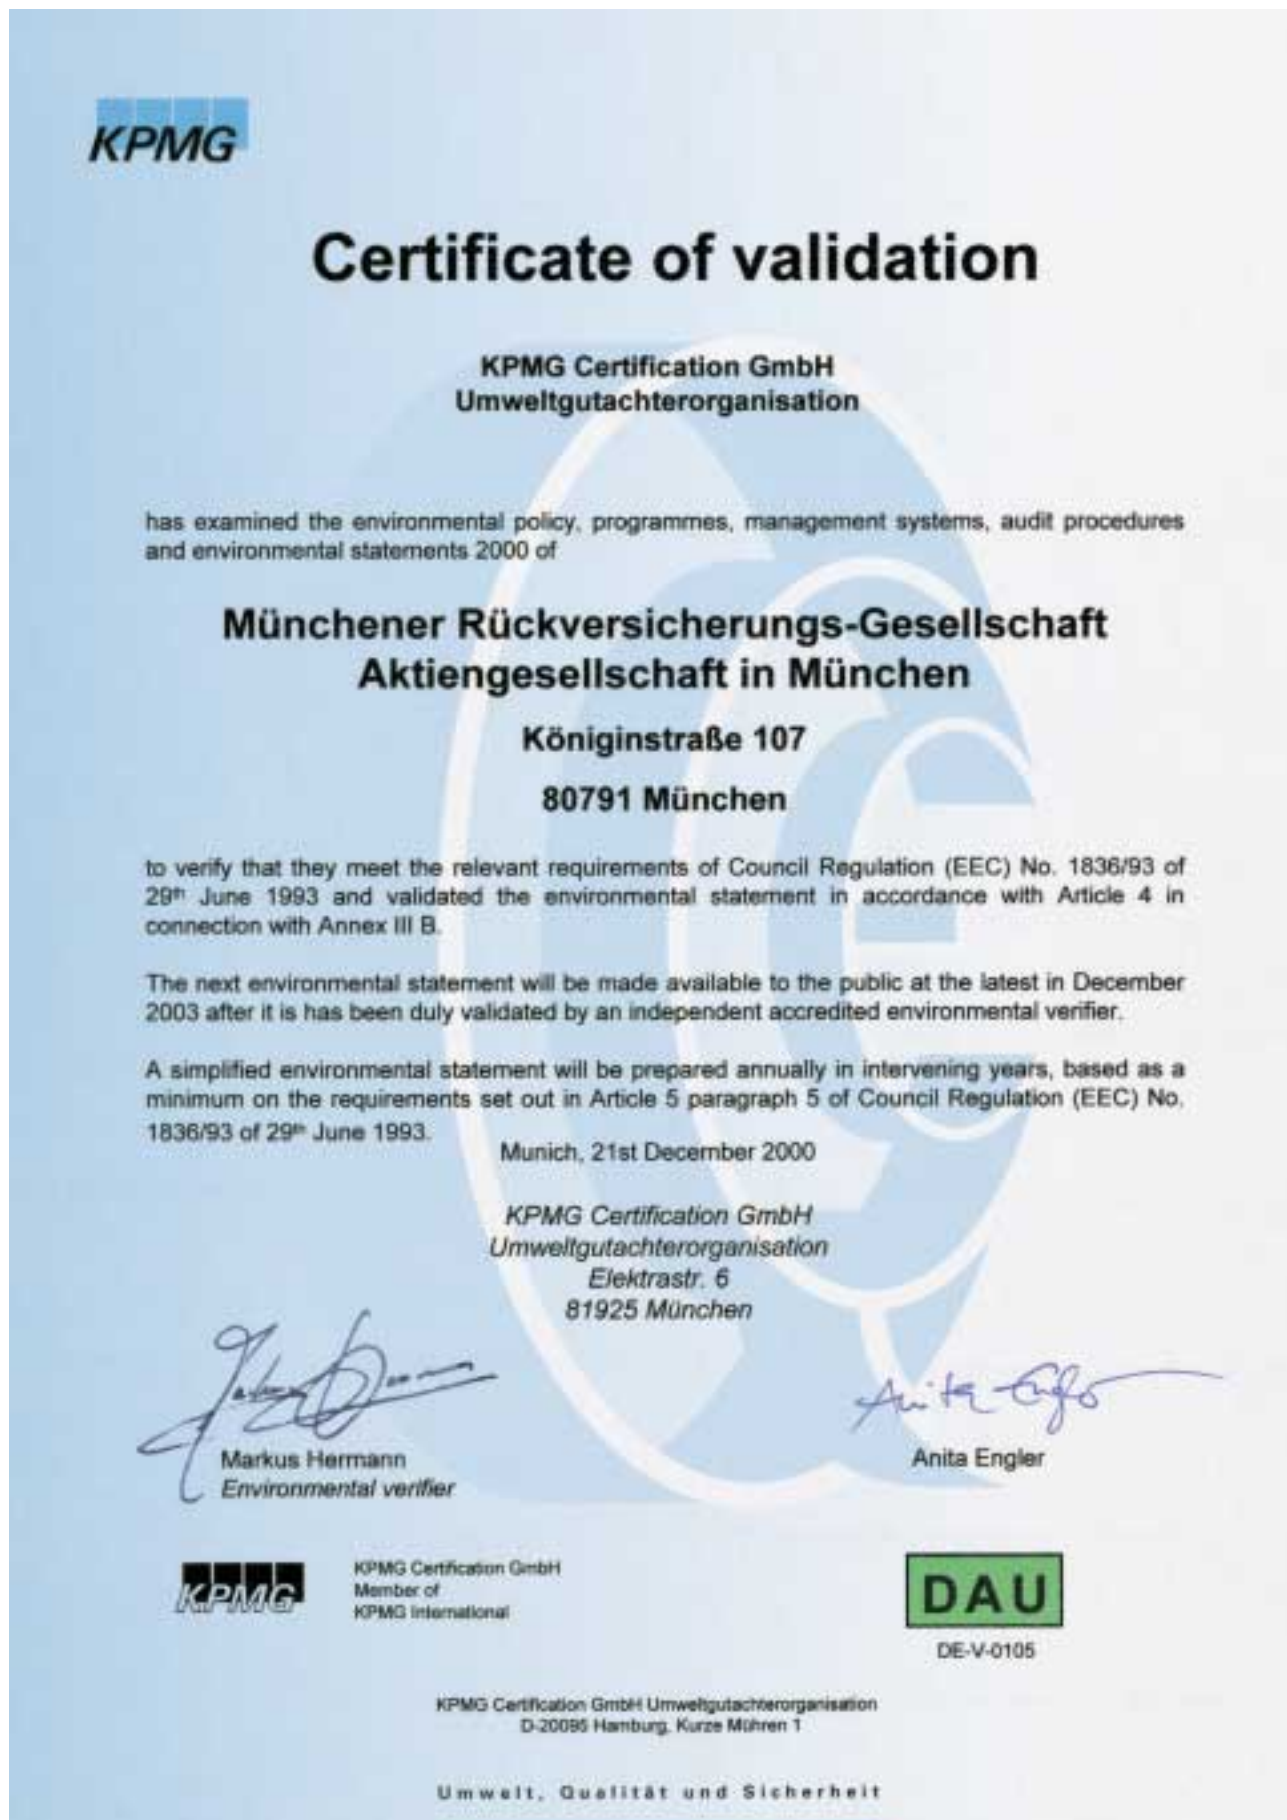 KPMG
Certificate of validation
KPMG Certification GmbH
Umweltgutachterorganisation
has examined the environmental policy, programmes, management systems, audit procedures
and environmental statements 2000 of
Münchener Rückversicherungs-Gesellschaft
Aktiengesellschaft in München
Königinstraße 107
80791 München
to verify that they meet the relevant requirements of Council Regulation (EEC) No. 1836/93 of
29th June 1993 and validated the environmental statement in accordance with Article 4 in
connection with Annex III B.
The next environmental statement will be made available to the public at the latest in December
2003 after it is has been duly validated by an independent accredited environmental verifier.
A simplified environmental statement will be prepared annually in intervening years, based as a
minimum on the requirements set out in Article 5 paragraph 5 of Council Regulation (EEC) No.
1836/93 of 29th June 1993.
Munich, 21st December 2000
KPMG Certification GmbH
Umweltgutachterorganisation
Elektrastr. 6
81925 München
Anita Engler
Markus Hermann
Environmental verifier
Anita Engler
KPMG
KPMG Certification GmbH
Member of
KPMG International
DAU
DE-V-0105
KPMG Certification GmbH Umweltgutachterorganisation
D-20095 Hamburg, Kurze Mühren 1
Umwelt, Qualität und Sicherheit